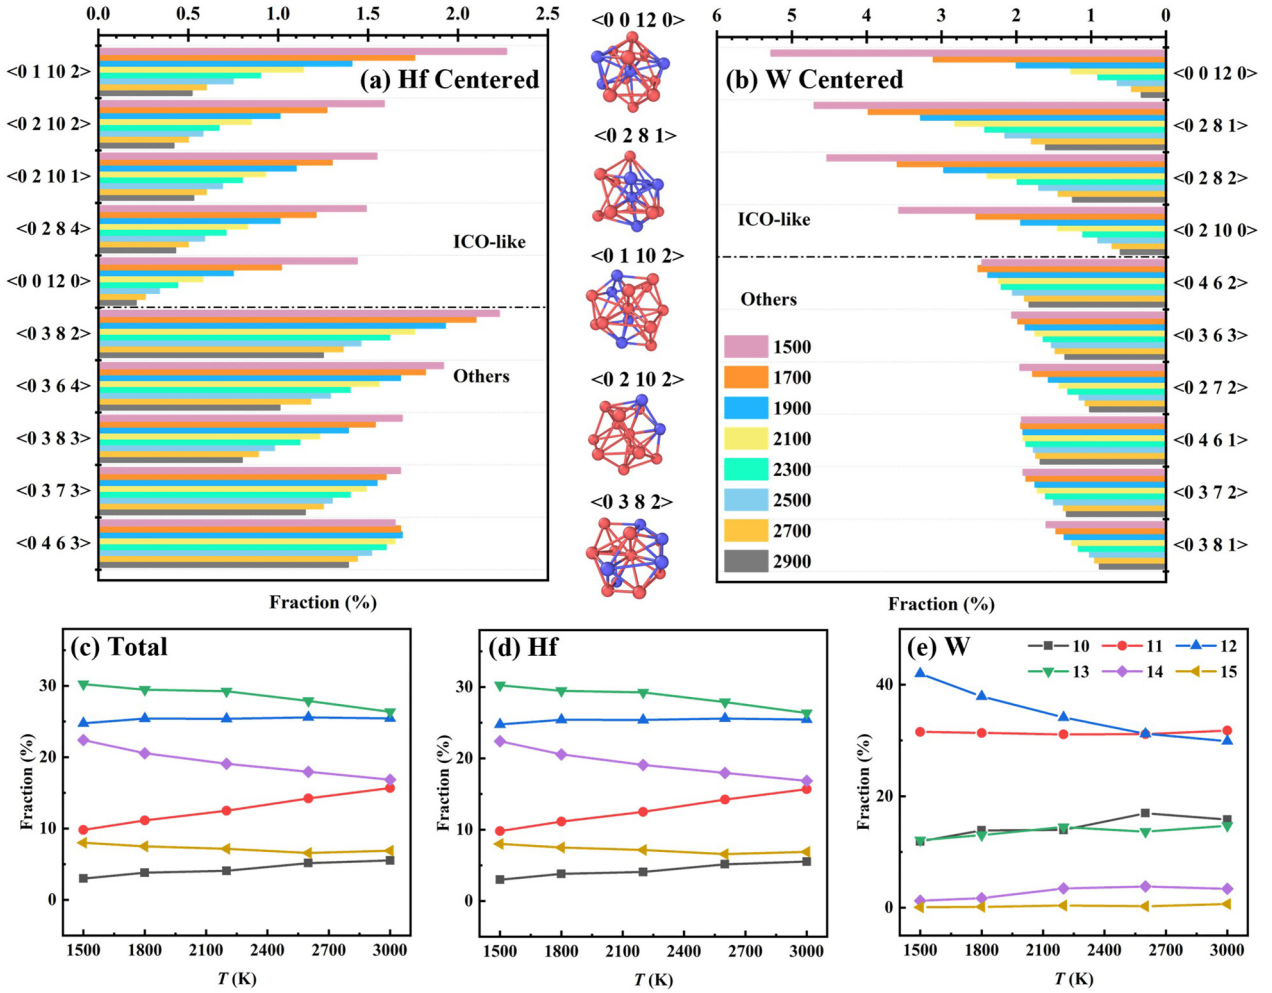 0.0 0.5 1.0 1.5 2.0 2.5
(a) Hf Centered
<0 1 10 2>
<0 2 10 2>
<0 2 10 1>
<0 2 8 4>
<0 0 12 0>
<0 3 8 2>
<0 3 6 4>
<0 3 8 3>
<0 3 7 3>
<0 4 6 3>
ICO-like
Others
Fraction (%)
<0 0 12 0>
<0 2 8 1>
<0 1 10 2>
<0 2 10 2>
<0 3 8 2>
6 5 4 3 2 1 0
(b) W Centered
<0 0 12 0>
<0 2 8 1>
<0 2 8 2>
<0 2 10 0>
<0 4 6 2>
<0 3 6 3>
<0 2 7 2>
<0 4 6 1>
<0 3 7 2>
<0 3 8 1>
ICO-like
Others
1500
1700
1900
2100
2300
2500
2700
2900
Fraction (%)
(c) Total
Fraction (%)
30
20
10
0
1500 1800 2100 2400 2700 3000
T (K)
(d) Hf
Fraction (%)
30
20
10
0
1500 1800 2100 2400 2700 3000
T (K)
(e) W
10 11 12
13 14 15
Fraction (%)
40
20
0
1500 1800 2100 2400 2700 3000
T (K)